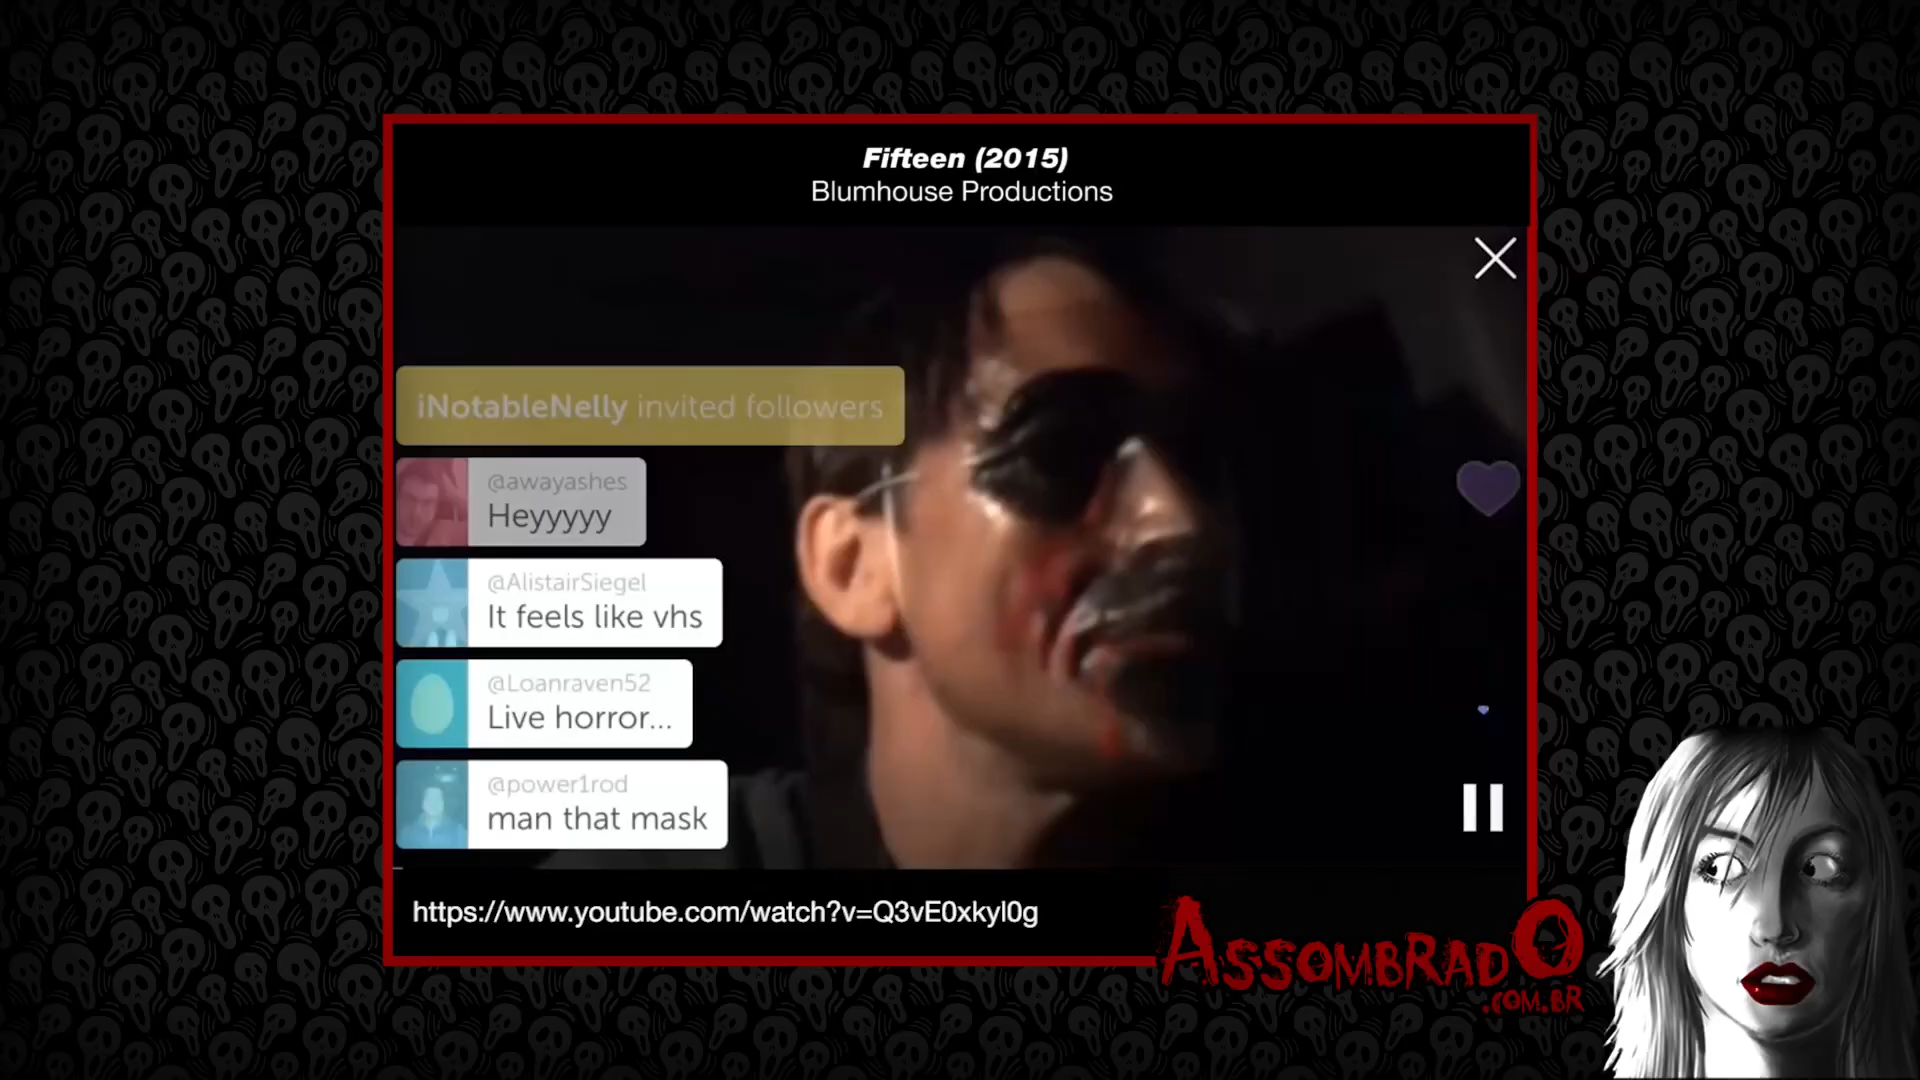 Fifteen (2015)
Blumhouse Productions
iNotableNelly invited followers
@awayashes
Heyyyyy
@AlistairSiegel
It feels like vhs
@Loanraven52
Live horror...
@power1rod
man that mask
https://www.youtube.com/watch?v=Q3vE0xkyl0g
ASSOMBRADO
.COM.BR